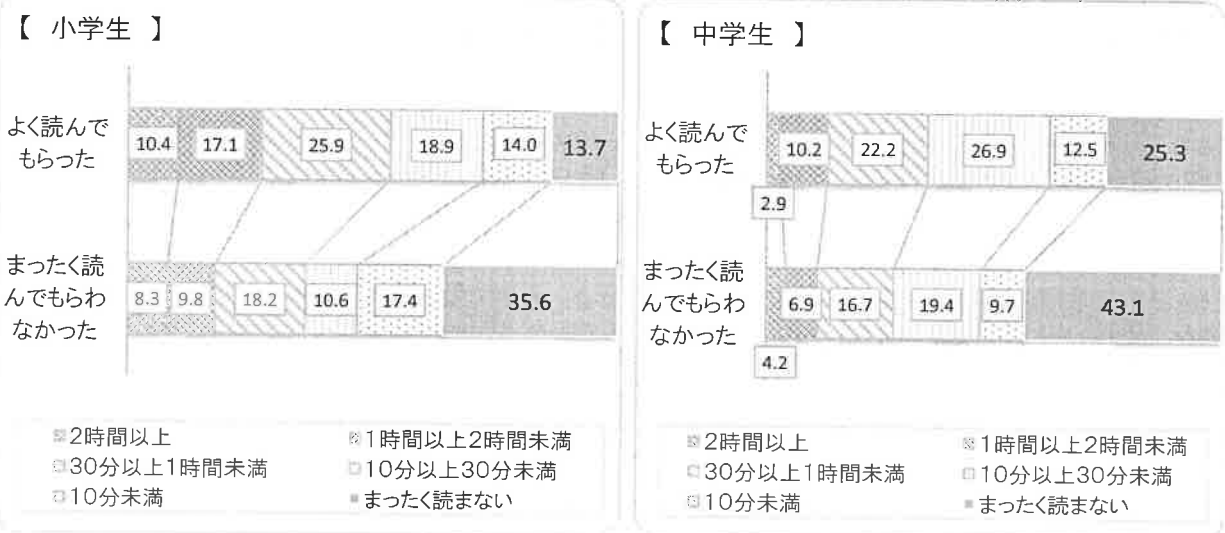 【 小学生 】
よく読んで
もらった
10.4 17.1 25.9 18.9 14.0 13.7
まったく読
んでもらわ
なかった
8.3 9.8 18.2 10.6 17.4 35.6
2時間以上 1時間以上2時間未満
30分以上1時間未満 10分以上30分未満
10分未満 まったく読まない
【 中学生 】
よく読んで
もらった
10.2 22.2 26.9 12.5 25.3
2.9
まったく読
んでもらわ
なかった
6.9 16.7 19.4 9.7 43.1
4.2
2時間以上 1時間以上2時間未満
30分以上1時間未満 10分以上30分未満
10分未満 まったく読まない